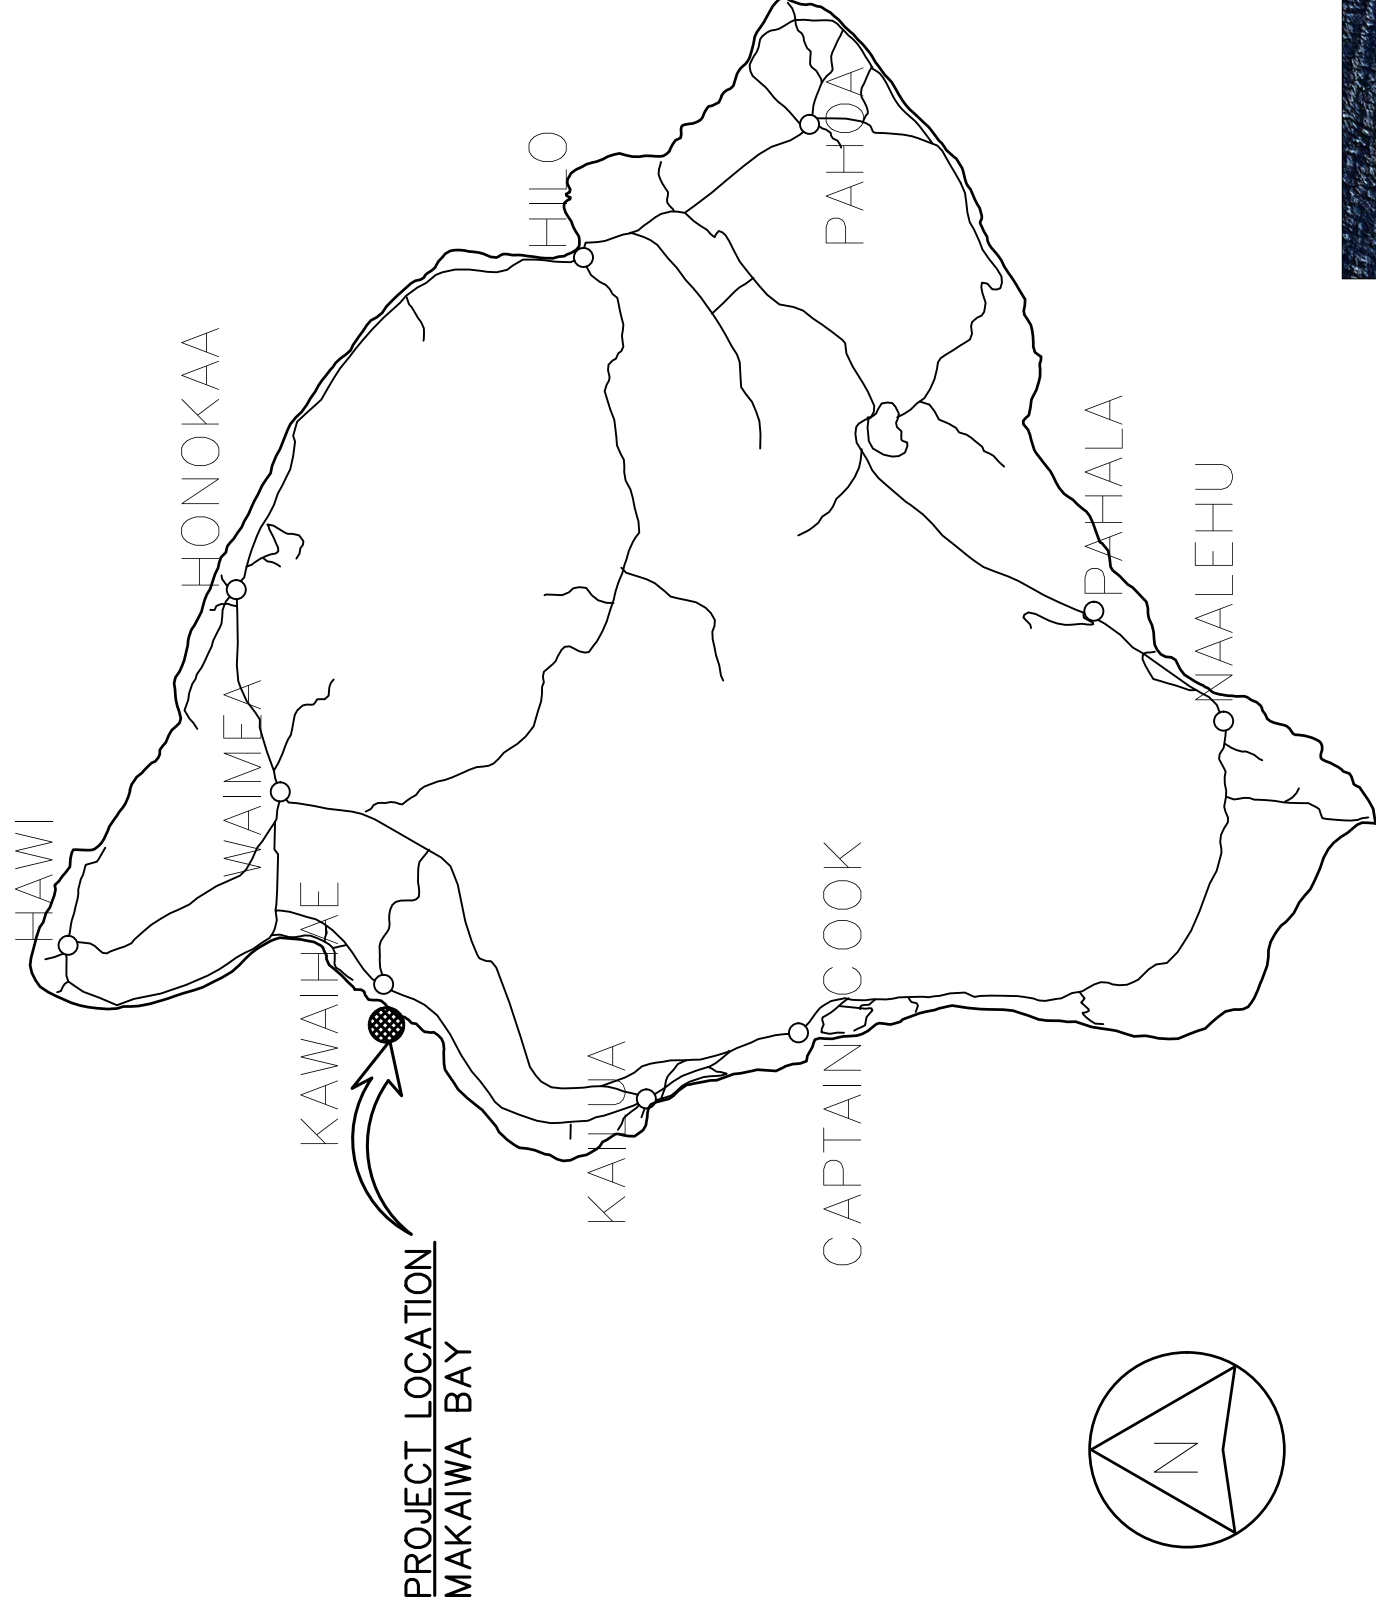 HAWI
HONOKAA
WAIMEA
KAWAIHAE
HILO
PAHOA
KAILUA
CAPTAIN COOK
PAHALA
NAALEHU
PROJECT LOCATION
MAKAIWA BAY
N